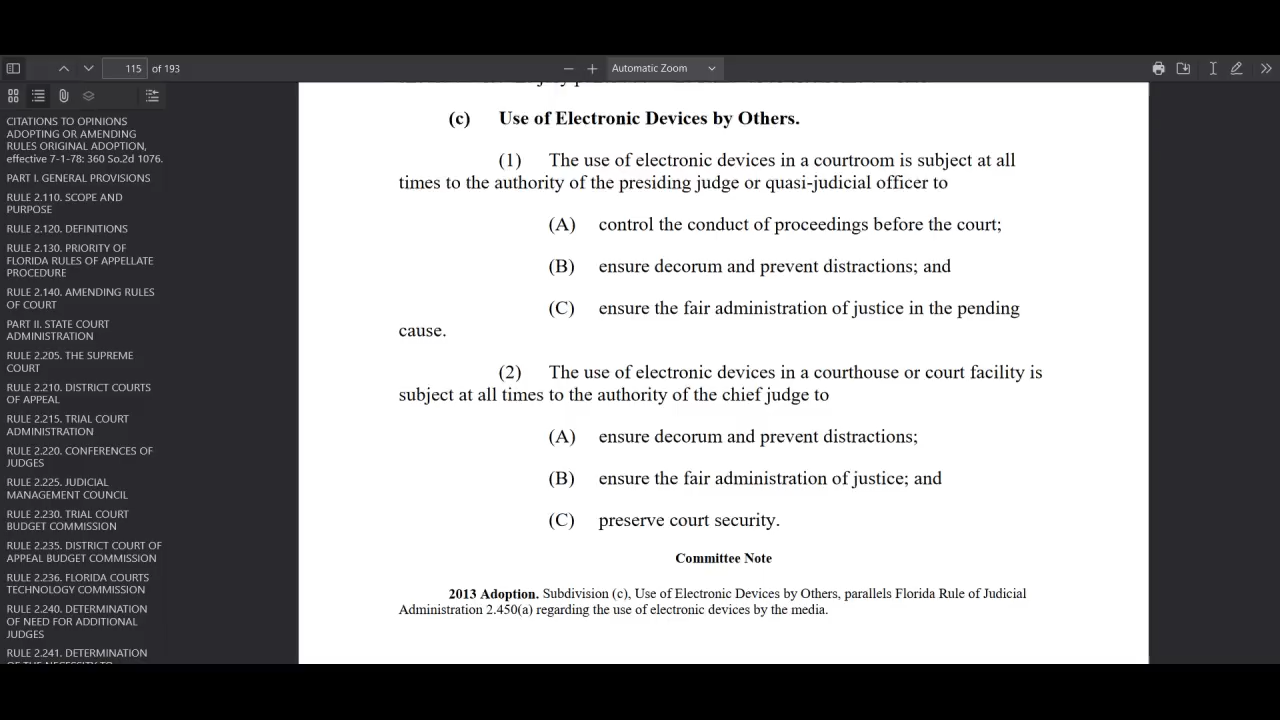 115 of 193
Automatic Zoom
CITATIONS TO OPINIONS
ADOPTING OR AMENDING
RULES ORIGINAL ADOPTION,
effective 7-1-78: 360 So.2d 1076.
PART I. GENERAL PROVISIONS
RULE 2.110. SCOPE AND
PURPOSE
RULE 2.120. DEFINITIONS
RULE 2.130. PRIORITY OF
FLORIDA RULES OF APPELLATE
PROCEDURE
RULE 2.140. AMENDING RULES
OF COURT
PART II. STATE COURT
ADMINISTRATION
RULE 2.205. THE SUPREME
COURT
RULE 2.210. DISTRICT COURTS
OF APPEAL
RULE 2.215. TRIAL COURT
ADMINISTRATION
RULE 2.220. CONFERENCES OF
JUDGES
RULE 2.225. JUDICIAL
MANAGEMENT COUNCIL
RULE 2.230. TRIAL COURT
BUDGET COMMISSION
RULE 2.235. DISTRICT COURT OF
APPEAL BUDGET COMMISSION
RULE 2.236. FLORIDA COURTS
TECHNOLOGY COMMISSION
RULE 2.240. DETERMINATION
OF NEED FOR ADDITIONAL
JUDGES
RULE 2.241. DETERMINATION
OF THE NECESSITY TO
(c) Use of Electronic Devices by Others.
(1) The use of electronic devices in a courtroom is subject at all
times to the authority of the presiding judge or quasi-judicial officer to
(A) control the conduct of proceedings before the court;
(B) ensure decorum and prevent distractions; and
(C) ensure the fair administration of justice in the pending
cause.
(2) The use of electronic devices in a courthouse or court facility is
subject at all times to the authority of the chief judge to
(A) ensure decorum and prevent distractions;
(B) ensure the fair administration of justice; and
(C) preserve court security.
Committee Note
2013 Adoption. Subdivision (c), Use of Electronic Devices by Others, parallels Florida Rule of Judicial
Administration 2.450(a) regarding the use of electronic devices by the media.